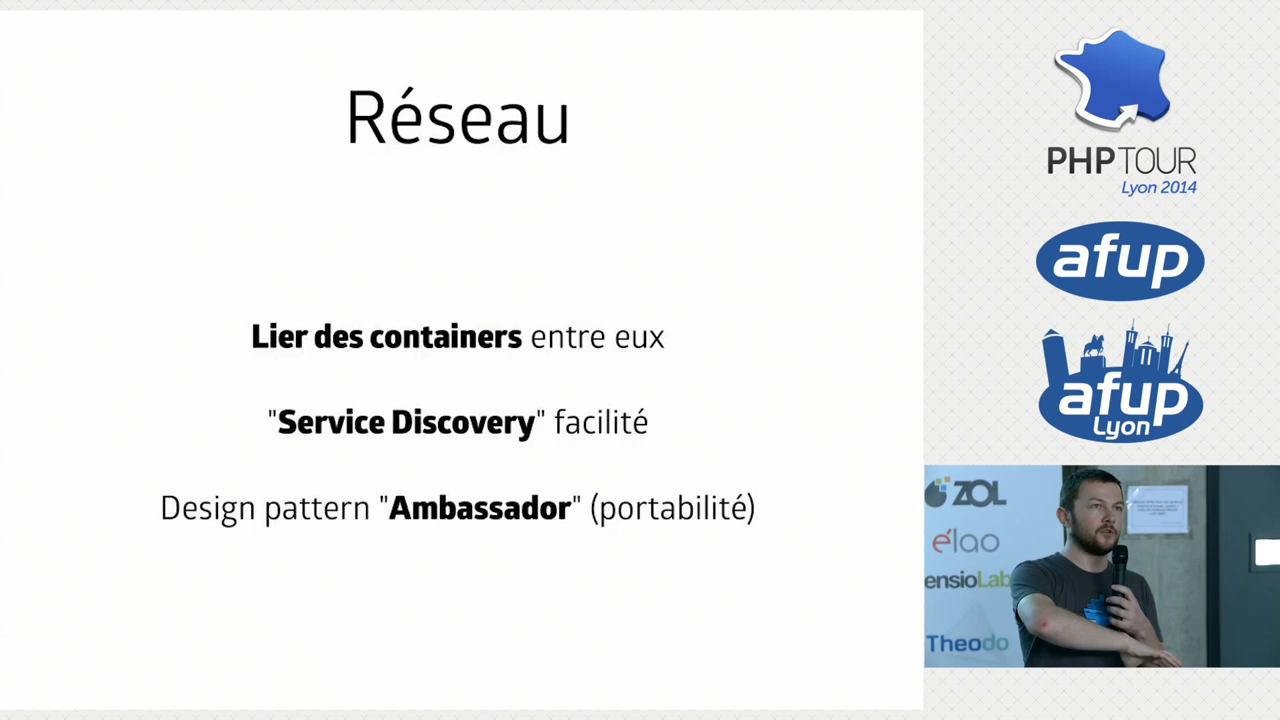 Réseau
Lier des containers entre eux
"Service Discovery" facilité
Design pattern "Ambassador" (portabilité)
PHP TOUR
Lyon 2014
afup
afup
Lyon
ZOL
élao
ensioLab
Theodo